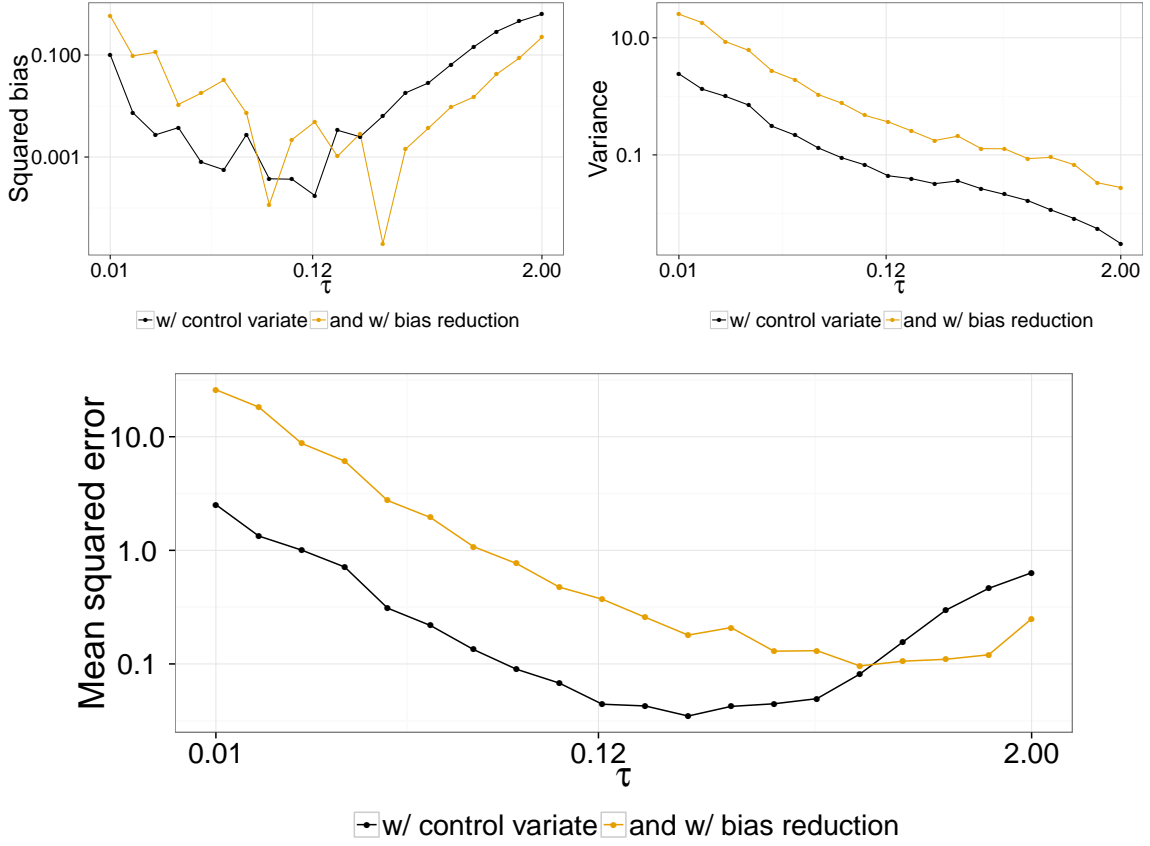 Squared bias
0.100
0.001
0.01
0.12
2.00
τ
w/ control variate
and w/ bias reduction
Variance
10.0
0.1
0.01
0.12
2.00
τ
w/ control variate
and w/ bias reduction
Mean squared error
10.0
1.0
0.1
0.01
0.12
2.00
τ
w/ control variate
and w/ bias reduction